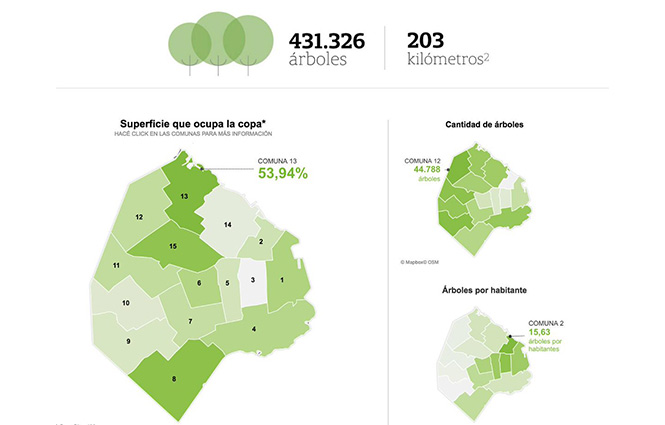 431.326
árboles
203
kilómetros²
Superficie que ocupa la copa*
HACÉ CLICK EN LAS COMUNAS PARA MÁS INFORMACIÓN
COMUNA 13
53,94%
13
12
14
2
15
11
6
5
3
1
10
7
4
9
8
Cantidad de árboles
COMUNA 12
44.788
árboles
© Mapbox© OSM
Árboles por habitante
COMUNA 2
15,63
árboles por
habitantes